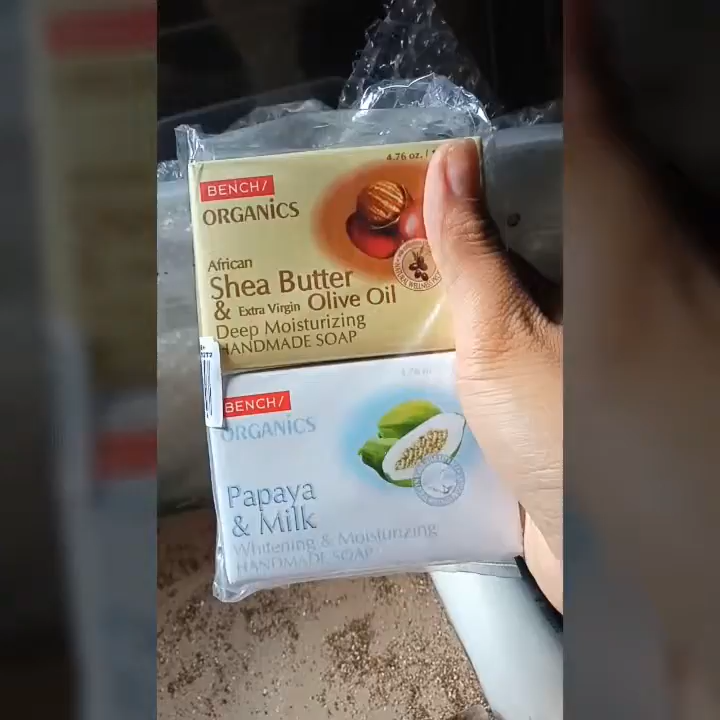 4.76 oz. /
BENCH/
ORGANICS
African
Shea Butter
& Extra Virgin Olive Oil
Deep Moisturizing
HANDMADE SOAP
BENCH/
ORGANICS
Papaya
& Milk
Whitening & Moisturizing
HANDMADE SOAP